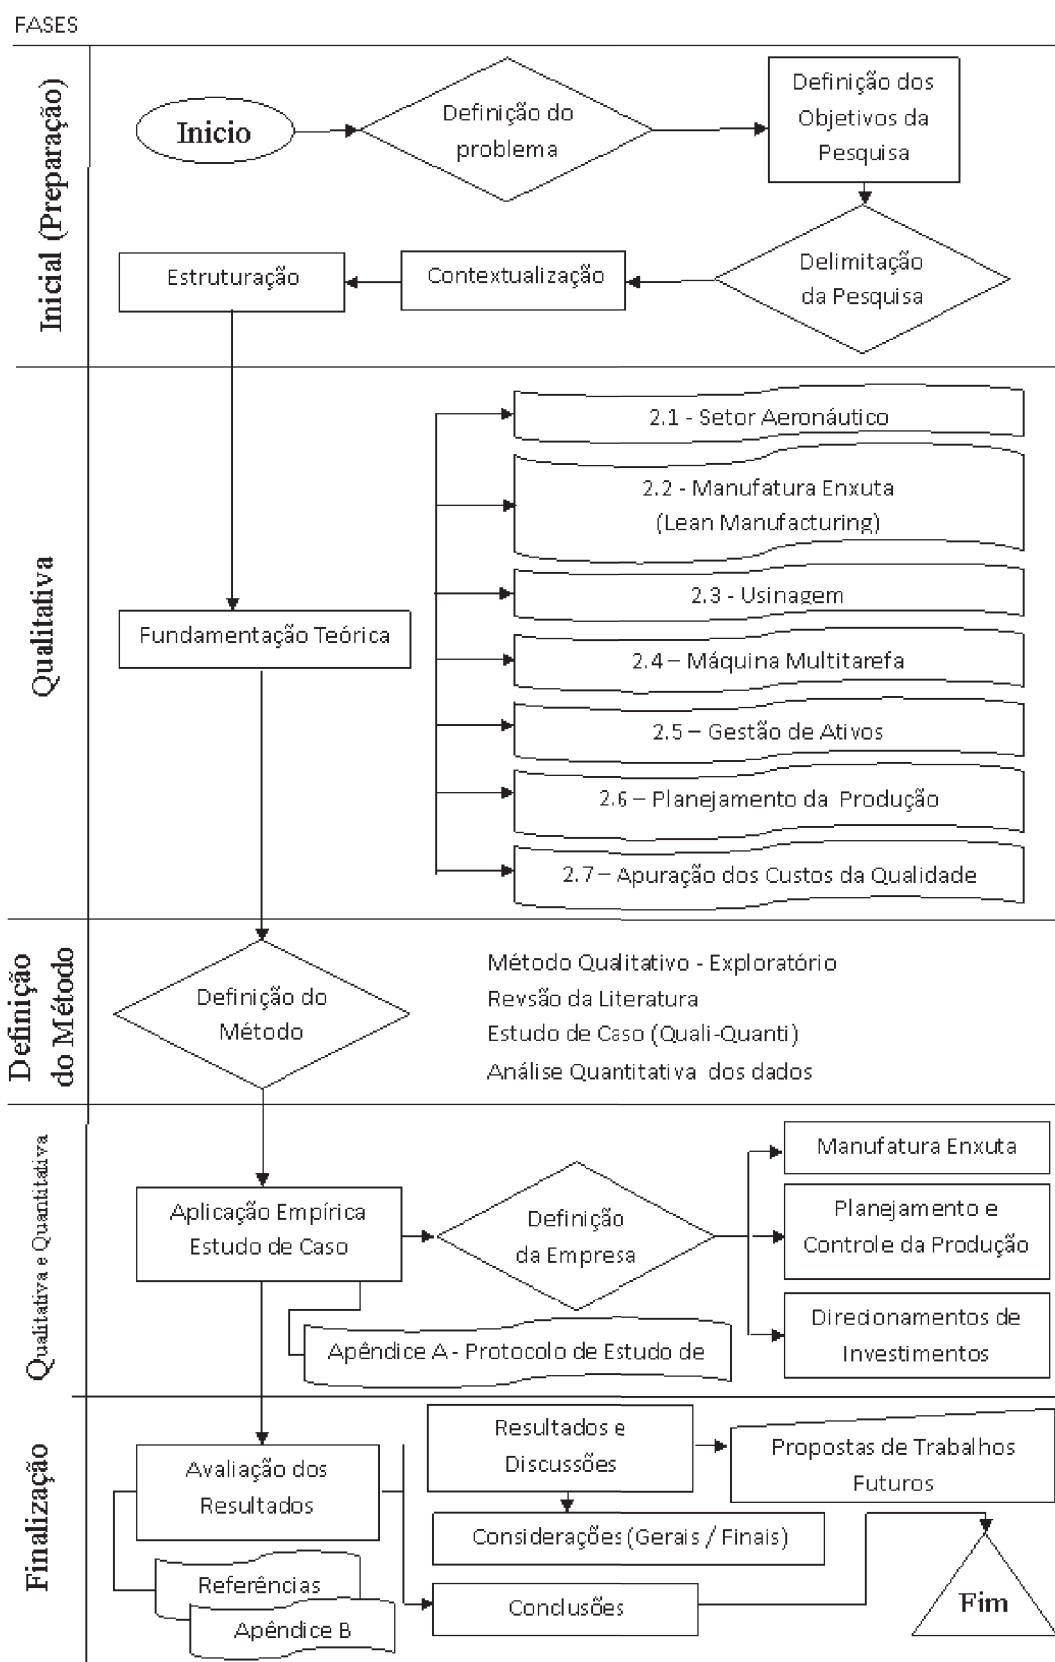 FASES
Inicial (Preparação)
Inicio
Definição do
problema
Definição dos
Objetivos da
Pesquisa
Delimitação
da Pesquisa
Contextualização
Estruturação
Qualitativa
Fundamentação Teórica
2.1 - Setor Aeronáutico
2.2 - Manufatura Enxuta
(Lean Manufacturing)
2.3 - Usinagem
2.4 – Máquina Multitarefa
2.5 – Gestão de Ativos
2.6 – Planejamento da Produção
2.7 – Apuração dos Custos da Qualidade
Definição
do Método
Definição do
Método
Método Qualitativo - Exploratório
Revsão da Literatura
Estudo de Caso (Quali-Quanti)
Análise Quantitativa dos dados
Qualitativa e Quantitativa
Aplicação Empírica
Estudo de Caso
Definição
da Empresa
Manufatura Enxuta
Planejamento e
Controle da Produção
Direcionamentos de
Investimentos
Apêndice A - Protocolo de Estudo de
Finalização
Avaliação dos
Resultados
Referências
Apêndice B
Resultados e
Discussões
Propostas de Trabalhos
Futuros
Considerações (Gerais / Finais)
Conclusões
Fim